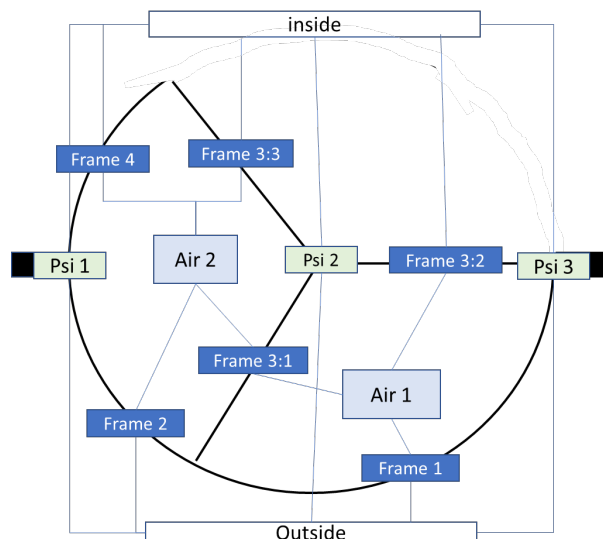 inside
Frame 4
Frame 3:3
Psi 1
Air 2
Psi 2
Frame 3:2
Psi 3
Frame 3:1
Air 1
Frame 2
Frame 1
Outside